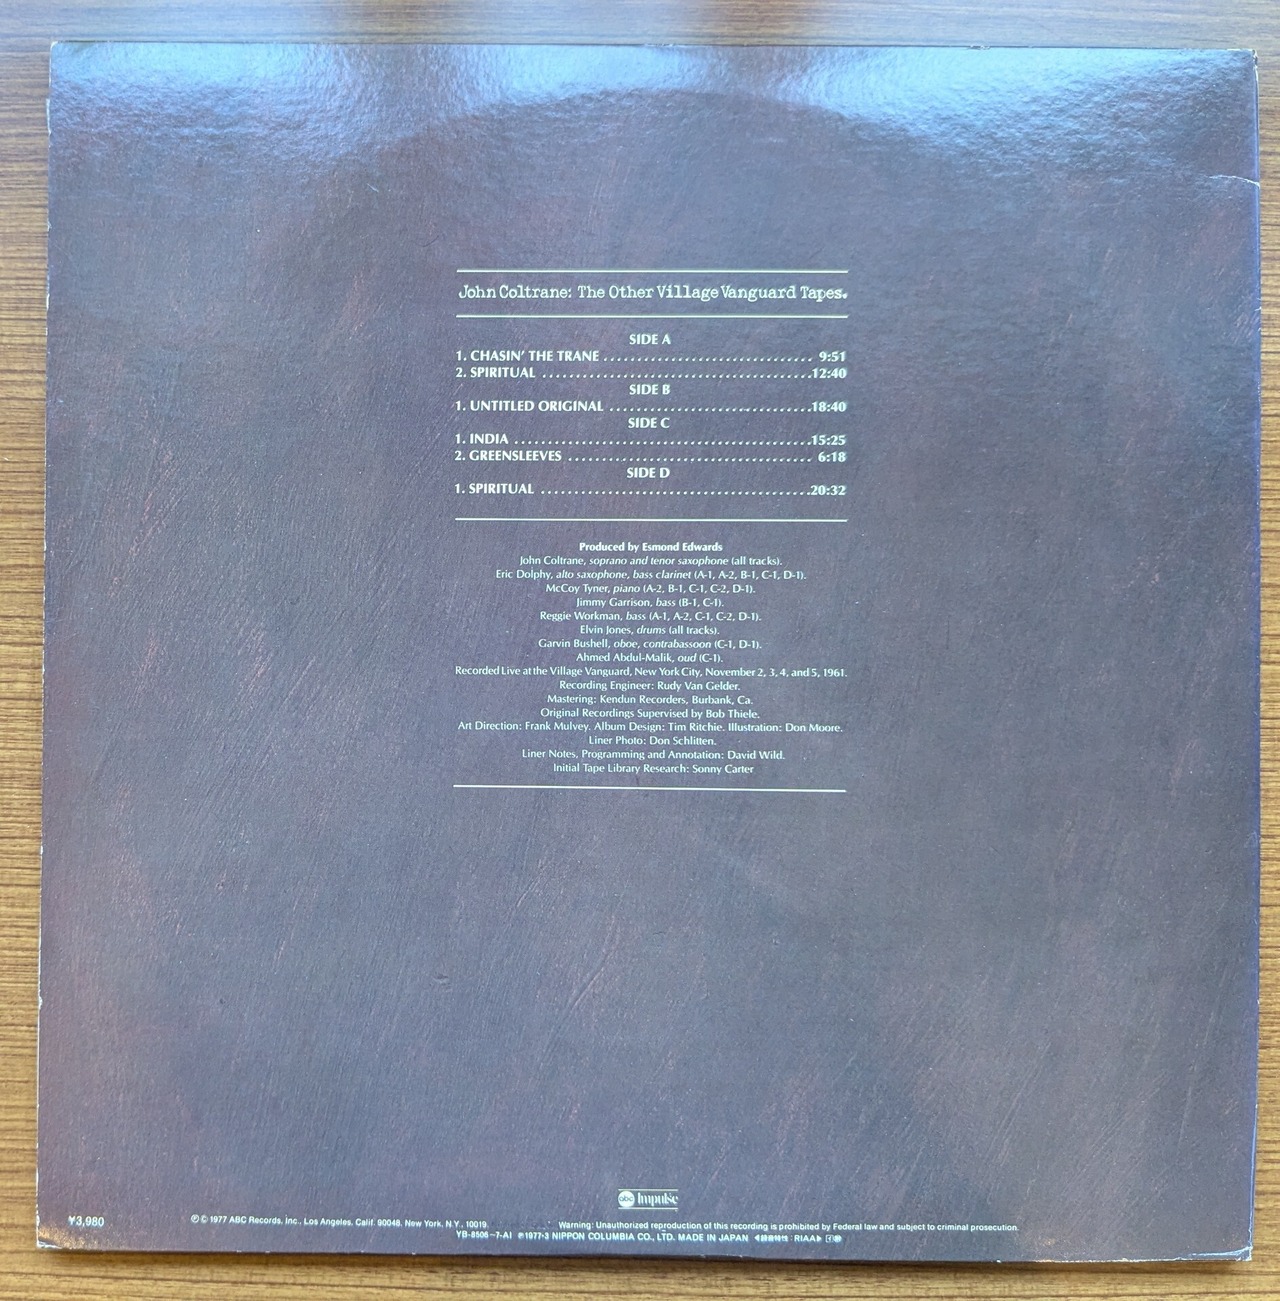 John Coltrane: The Other Village Vanguard Tapes.
SIDE A
1. CHASIN' THE TRANE ................................ 9:51
2. SPIRITUAL ........................................12:40
SIDE B
1. UNTITLED ORIGINAL ..............................18:40
SIDE C
1. INDIA ............................................15:25
2. GREENSLEEVES .................................... 6:18
SIDE D
1. SPIRITUAL ........................................20:32
Produced by Esmond Edwards
John Coltrane, soprano and tenor saxophone (all tracks).
Eric Dolphy, alto saxophone, bass clarinet (A-1, A-2, B-1, C-1, D-1).
McCoy Tyner, piano (A-2, B-1, C-1, C-2, D-1).
Jimmy Garrison, bass (B-1, C-1).
Reggie Workman, bass (A-1, A-2, C-1, C-2, D-1).
Elvin Jones, drums (all tracks).
Garvin Bushell, oboe, contrabassoon (C-1, D-1).
Ahmed Abdul-Malik, oud (C-1).
Recorded Live at the Village Vanguard, New York City, November 2, 3, 4, and 5, 1961.
Recording Engineer: Rudy Van Gelder.
Mastering: Kendun Recorders, Burbank, Ca.
Original Recordings Supervised by Bob Thiele.
Art Direction: Frank Mulvey. Album Design: Tim Ritchie. Illustration: Don Moore.
Liner Photo: Don Schlitten.
Liner Notes, Programming and Annotation: David Wild.
Initial Tape Library Research: Sonny Carter
abc Impulse
¥3,980
℗ © 1977 ABC Records, Inc., Los Angeles, Calif. 90048. New York, N.Y., 10019. Warning: Unauthorized reproduction of this recording is prohibited by Federal law and subject to criminal prosecution.
YB-8506~7-AI ℗1977•3 NIPPON COLUMBIA CO., LTD. MADE IN JAPAN RIAA